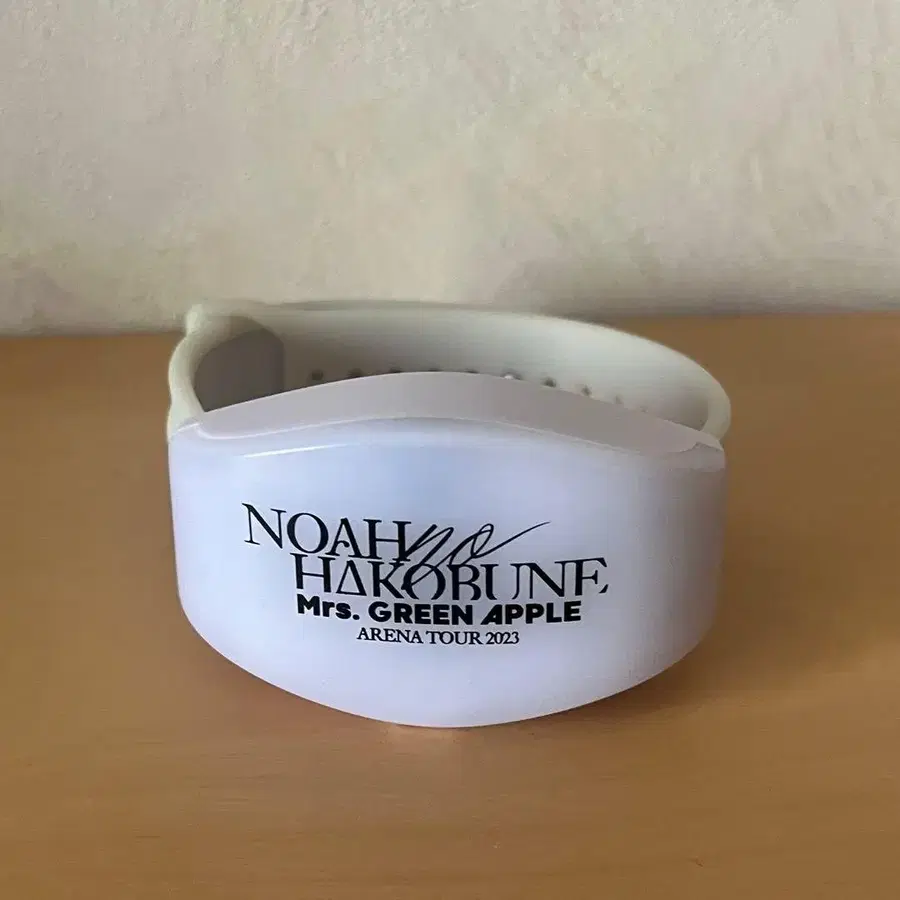 NOAH no
HAKOBUNE
Mrs. GREEN APPLE
ARENA TOUR 2023